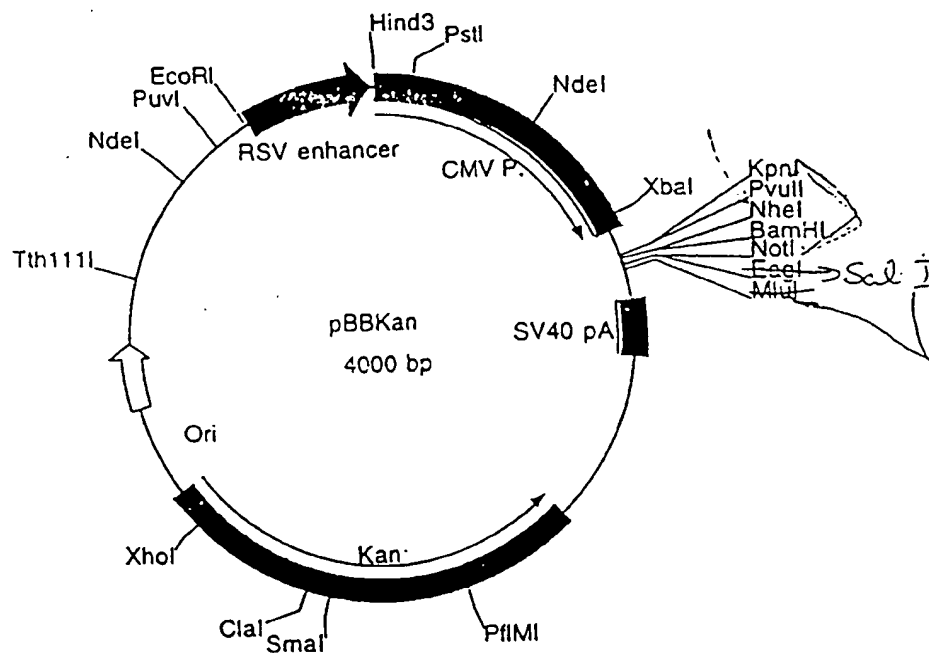 Hind3
PstI
EcoRI
PuvI
NdeI
NdeI
RSV enhancer
CMV P.
XbaI
KpnI
PvuII
NheI
BamHI
NotI
EagI
MluI
Sal I
Tth111I
pBBKan
4000 bp
SV40 pA
Ori
XhoI
Kan
ClaI
SmaI
PflMI